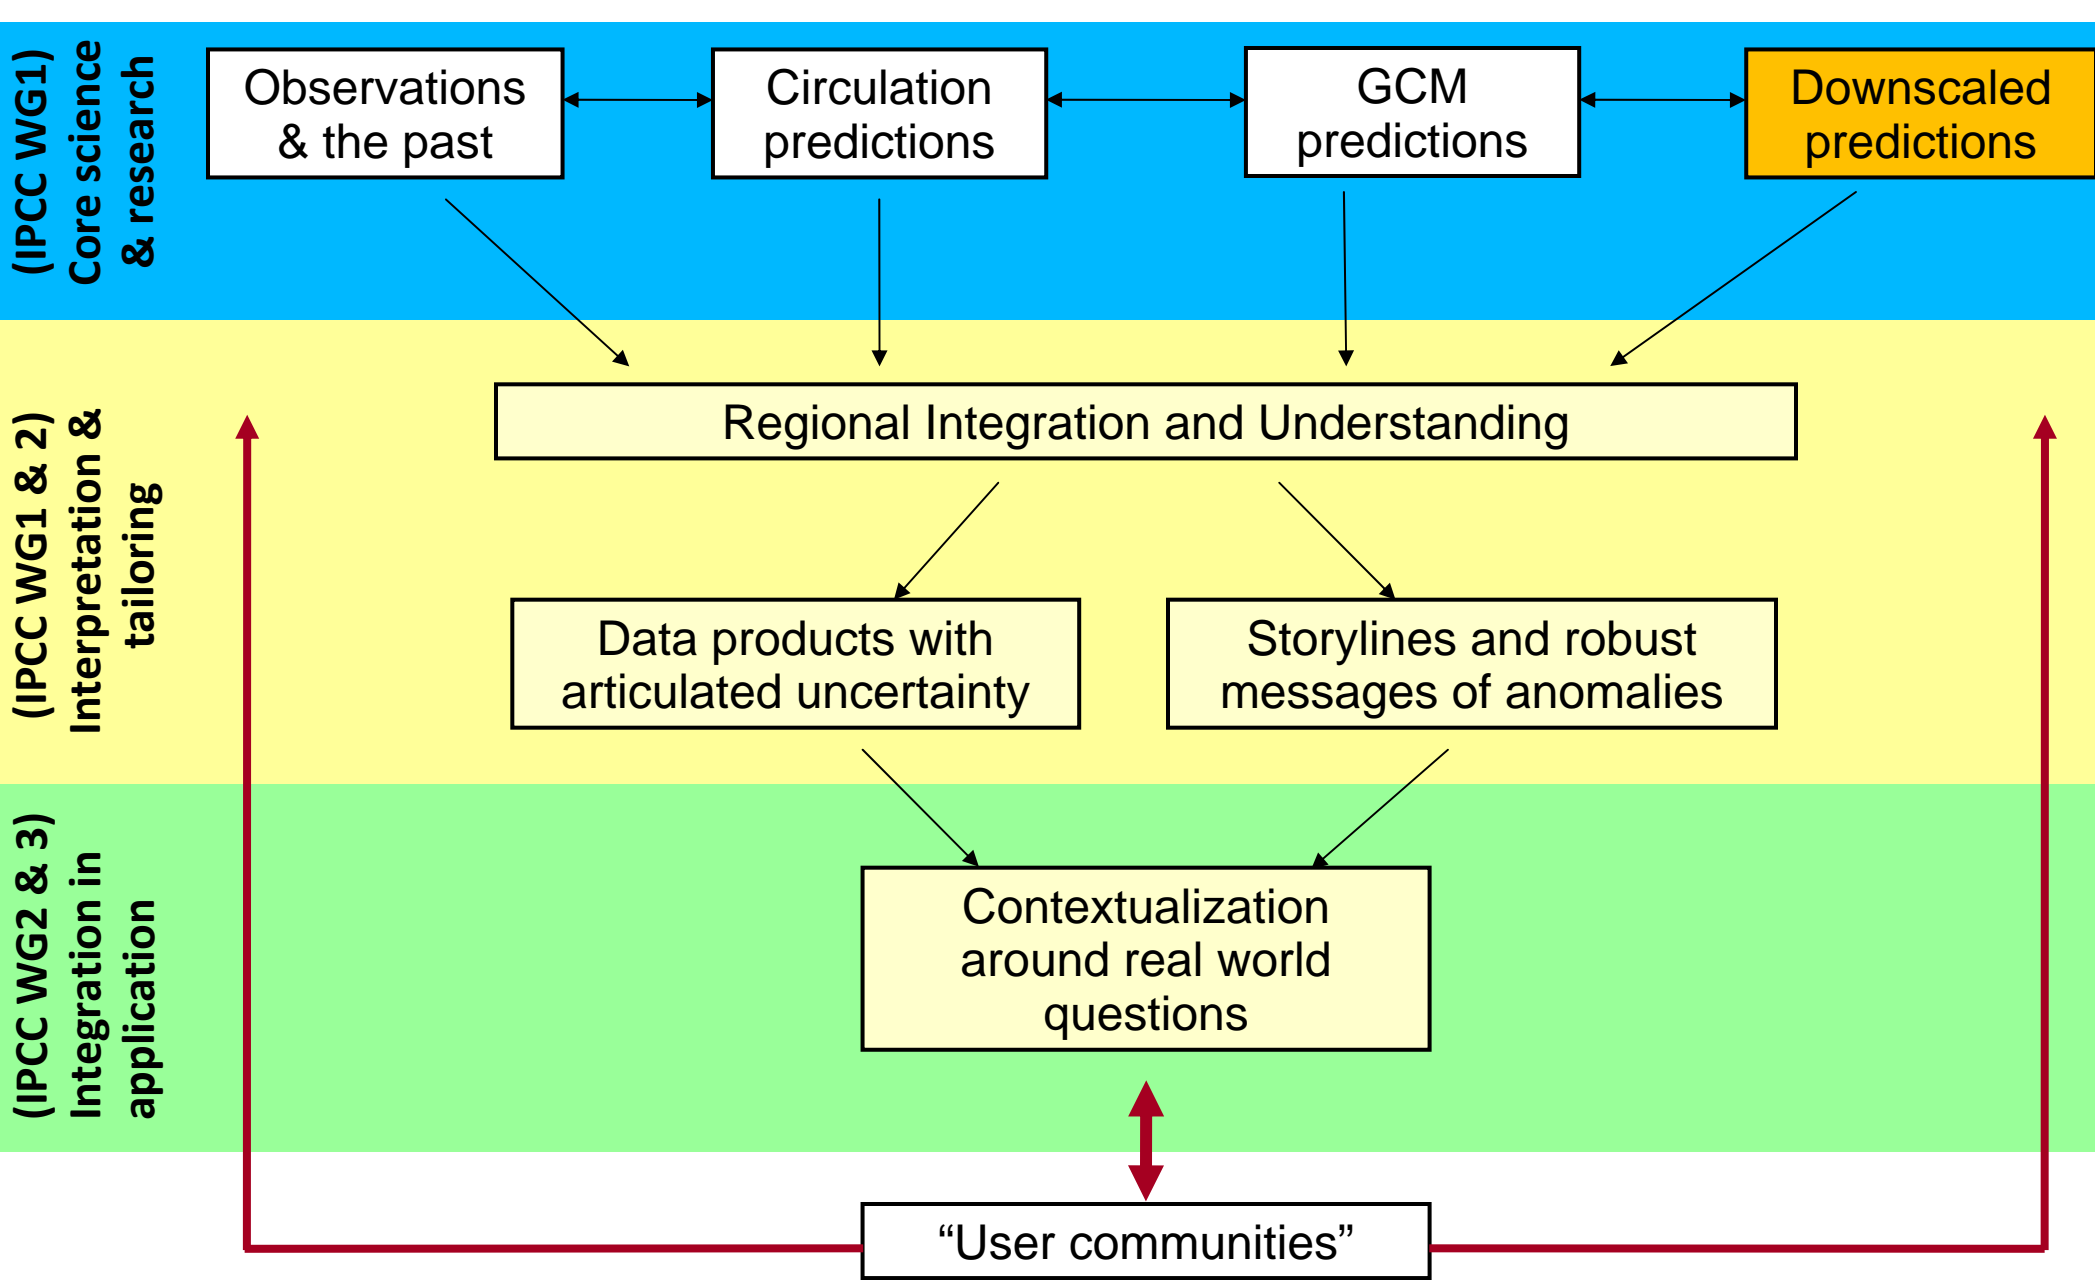 (IPCC WG1)
Core science
& research
Observations
& the past
Circulation
predictions
GCM
predictions
Downscaled
predictions
(IPCC WG1 & 2)
Interpretation &
tailoring
Regional Integration and Understanding
Data products with
articulated uncertainty
Storylines and robust
messages of anomalies
(IPCC WG2 & 3)
Integration in
application
Contextualization
around real world
questions
“User communities”